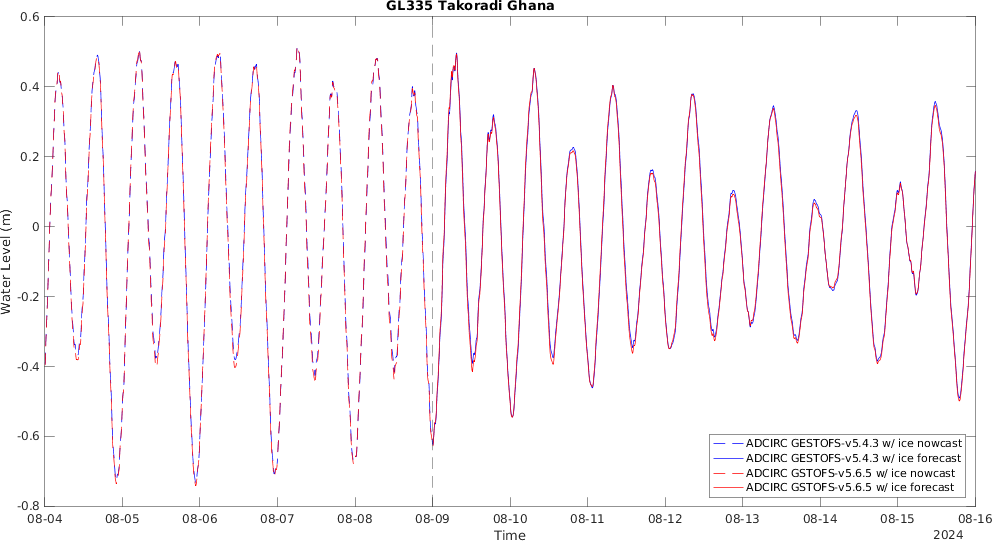 GL335 Takoradi Ghana
0.6
0.4
0.2
0
-0.2
-0.4
-0.6
-0.8
Water Level (m)
ADCIRC GESTOFS-v5.4.3 w/ ice nowcast
ADCIRC GESTOFS-v5.4.3 w/ ice forecast
ADCIRC GSTOFS-v5.6.5 w/ ice nowcast
ADCIRC GSTOFS-v5.6.5 w/ ice forecast
08-04 08-05 08-06 08-07 08-08 08-09 08-10 08-11 08-12 08-13 08-14 08-15 08-16
Time
2024